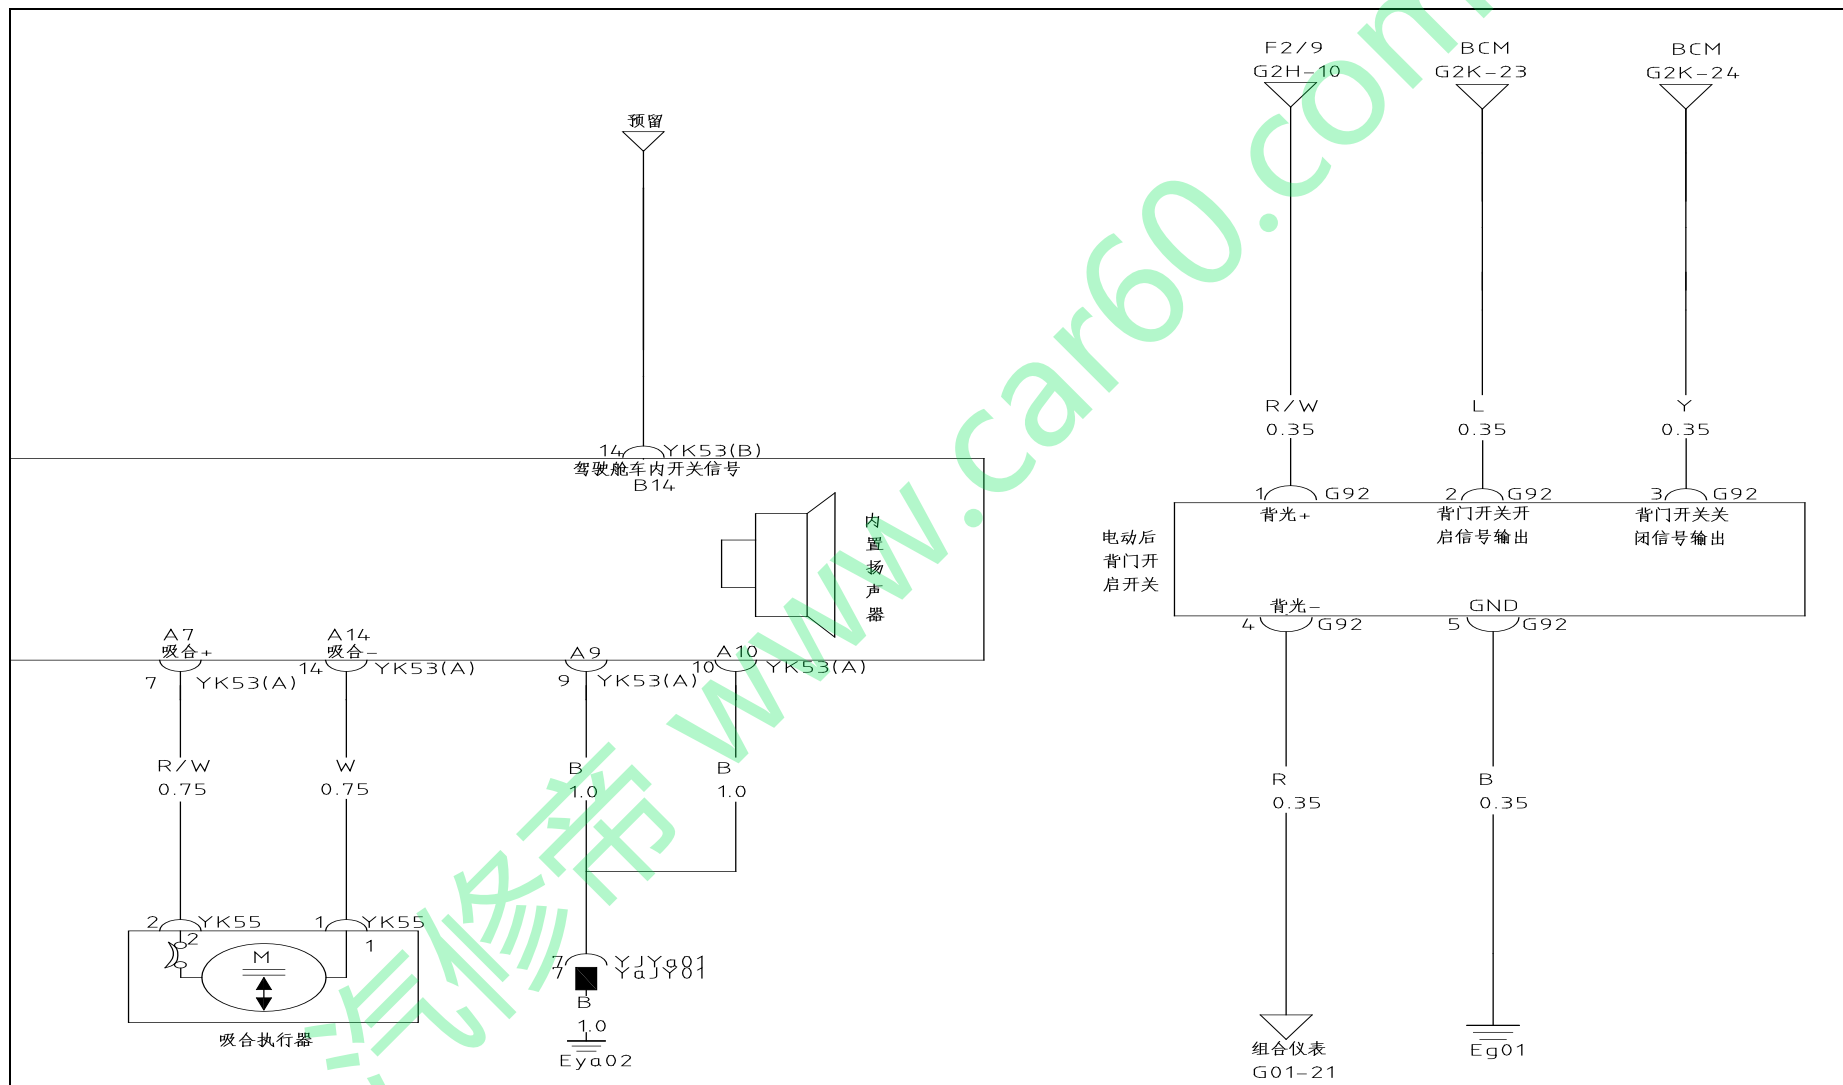 F2/9
G2H-10
BCM
G2K-23
BCM
G2K-24
预留
R/W
0.35
L
0.35
Y
0.35
14 YK53(B)
驾驶舱车内开关信号
B14
1 G92
2 G92
3 G92
背光+
背门开关开
启信号输出
背门开关关
闭信号输出
电动后
背门开
启开关
内
置
扬
声
器
背光-
GND
4 G92
5 G92
A7
吸合+
A14
吸合-
A9
A10
7 YK53(A)
14 YK53(A)
9 YK53(A)
10 YK53(A)
R/W
0.75
W
0.75
B
1.0
B
1.0
R
0.35
B
0.35
2 YK55
1 YK55
2
1
M
吸合执行器
7 YJYa01
7 YaJY01
B
1.0
Eya02
组合仪表
G01-21
Eg01
汽修帝 www.car60.com